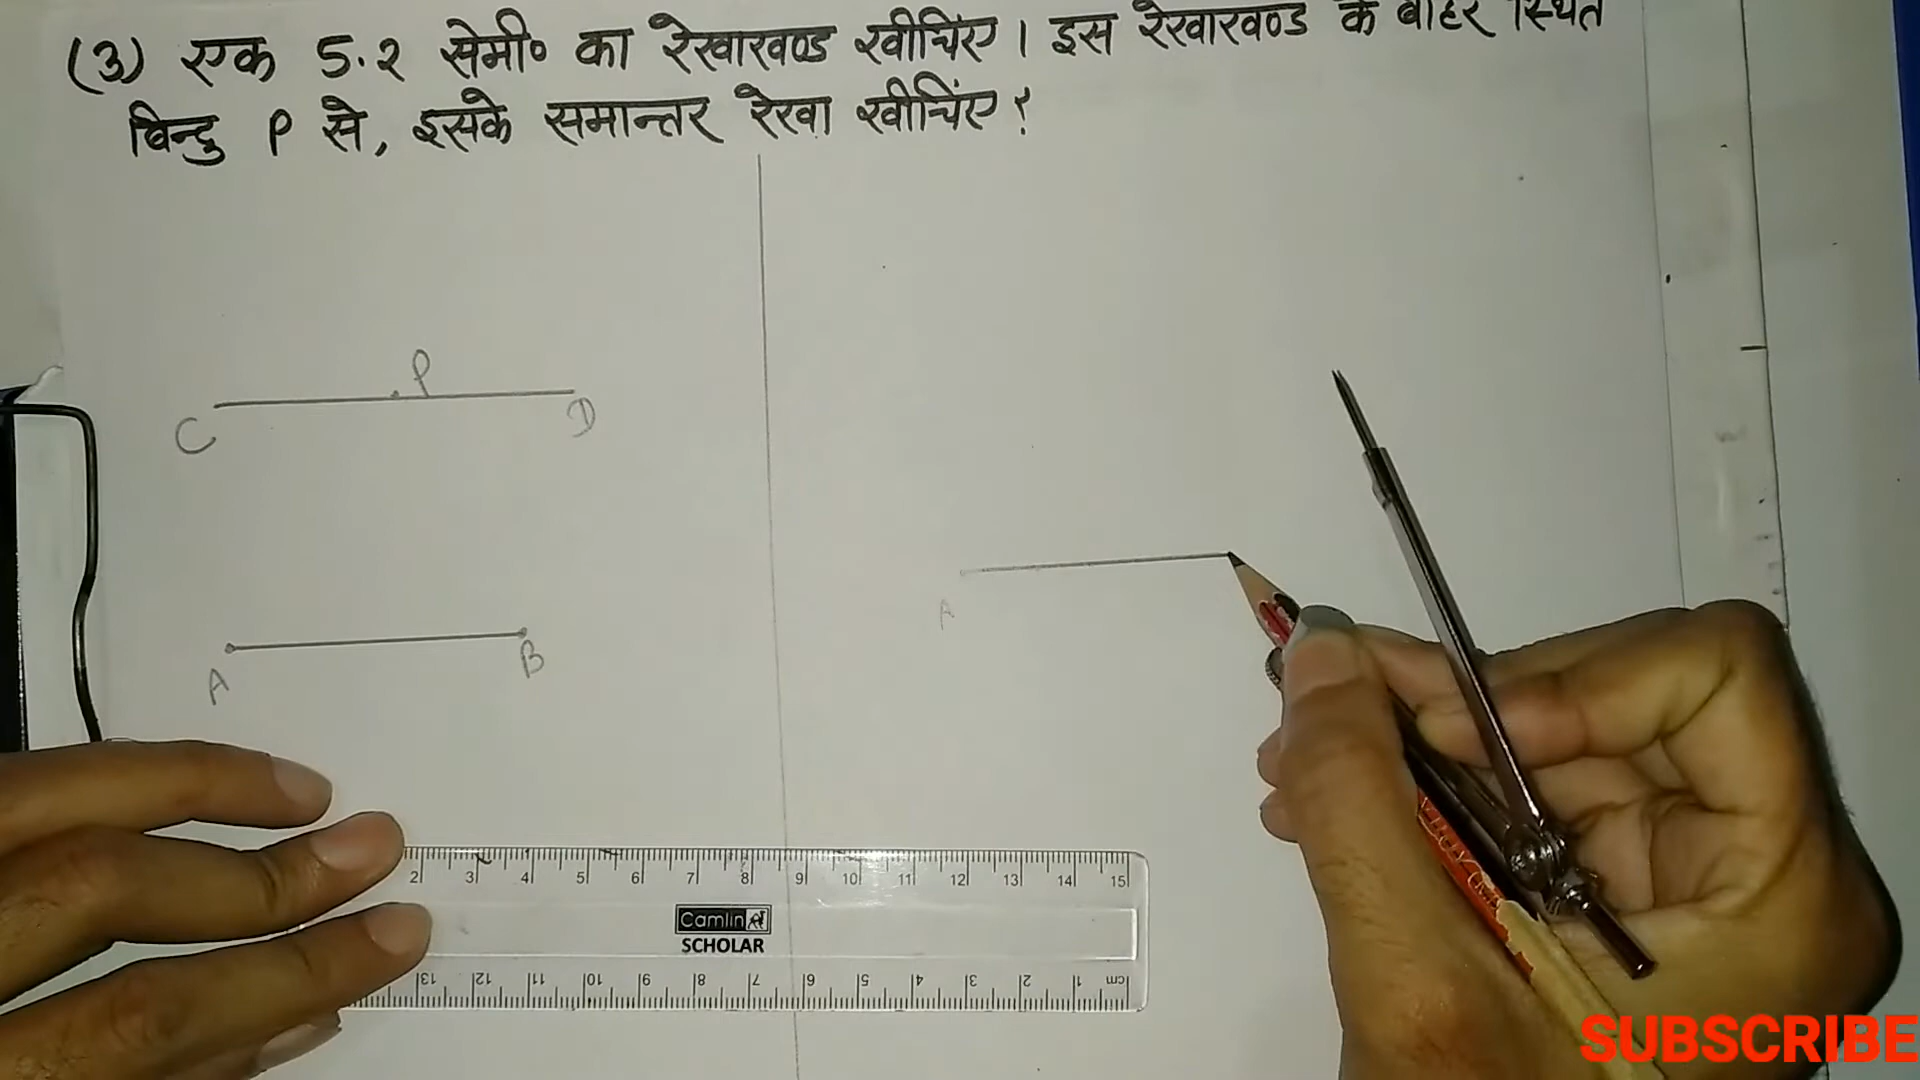 (3) एक 5.2 सेमी० का रेखाखण्ड खीचिंए। इस रेखाखण्ड के बाहर स्थित
बिन्दु P से, इसके समान्तर रेखा खीचिंए?
P
C D
A B
A
2 3 4 5 6 7 8 9 10 11 12 13 14 15
Camlin
SCHOLAR
13 12 11 10 9 8 7 6 5 4 3 2 1 cm
SUBSCRIBE